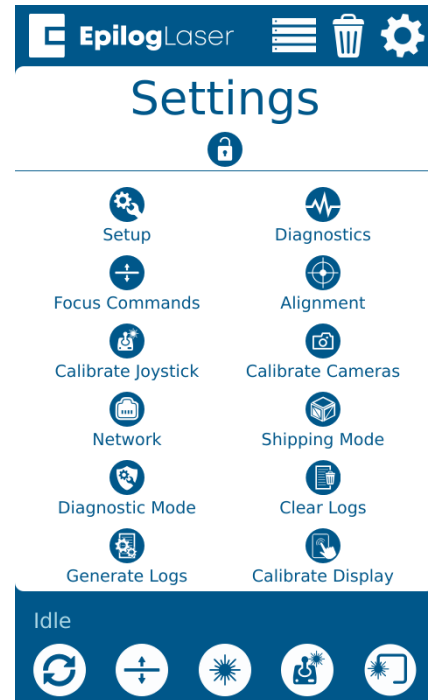 EpilogLaser
Settings
Setup
Diagnostics
Focus Commands
Alignment
Calibrate Joystick
Calibrate Cameras
Network
Shipping Mode
Diagnostic Mode
Clear Logs
Generate Logs
Calibrate Display
Idle